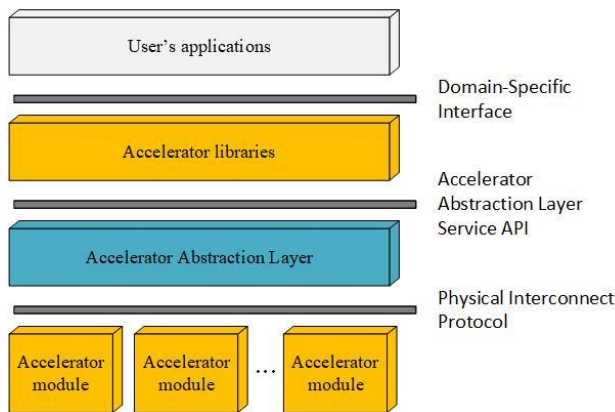 User's applications
Domain-Specific
Interface
Accelerator libraries
Accelerator
Abstraction Layer
Service API
Accelerator Abstraction Layer
Physical Interconnect
Protocol
Accelerator
module
Accelerator
module
...
Accelerator
module